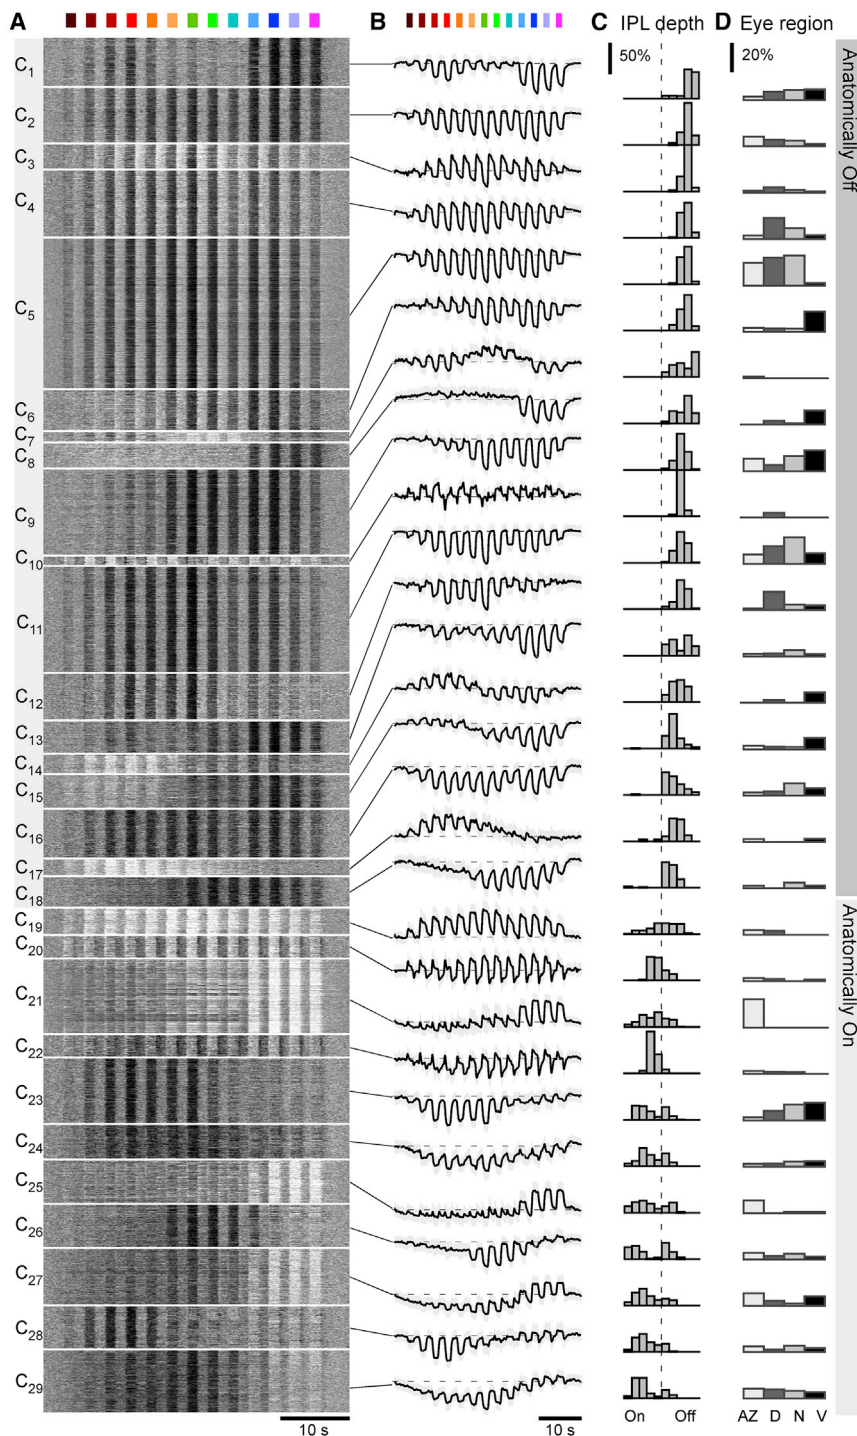 A B C IPL depth D Eye region
50% 20%
Anatomically Off
C1
C2
C3
C4
C5
C6
C7
C8
C9
C10
C11
C12
C13
C14
C15
C16
C17
C18
Anatomically On
C19
C20
C21
C22
C23
C24
C25
C26
C27
C28
C29
10 s 10 s On Off AZ D N V